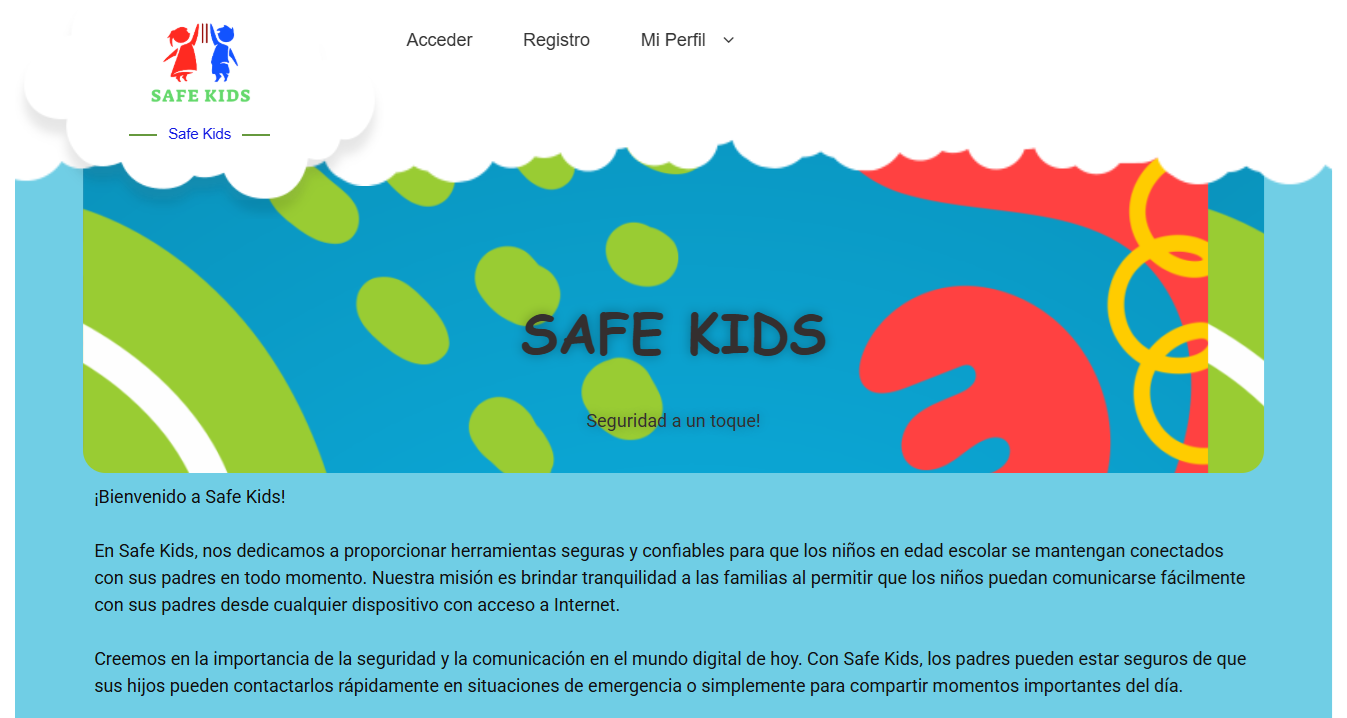 SAFE KIDS
Safe Kids
Acceder Registro Mi Perfil
SAFE KIDS
Seguridad a un toque!
¡Bienvenido a Safe Kids!
En Safe Kids, nos dedicamos a proporcionar herramientas seguras y confiables para que los niños en edad escolar se mantengan conectados
con sus padres en todo momento. Nuestra misión es brindar tranquilidad a las familias al permitir que los niños puedan comunicarse fácilmente
con sus padres desde cualquier dispositivo con acceso a Internet.
Creemos en la importancia de la seguridad y la comunicación en el mundo digital de hoy. Con Safe Kids, los padres pueden estar seguros de que
sus hijos pueden contactarlos rápidamente en situaciones de emergencia o simplemente para compartir momentos importantes del día.